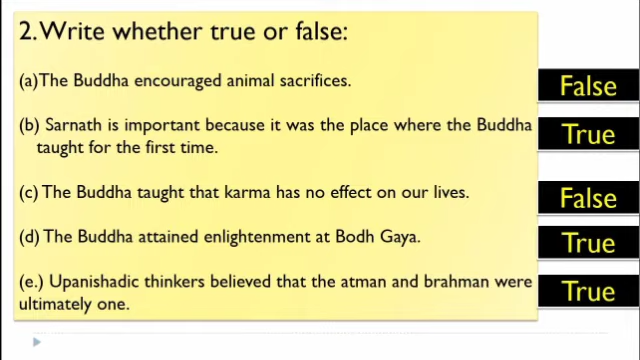 2.Write whether true or false:
(a)The Buddha encouraged animal sacrifices.
False
(b) Sarnath is important because it was the place where the Buddha
taught for the first time.
True
(c) The Buddha taught that karma has no effect on our lives.
False
(d) The Buddha attained enlightenment at Bodh Gaya.
True
(e.) Upanishadic thinkers believed that the atman and brahman were
ultimately one.
True